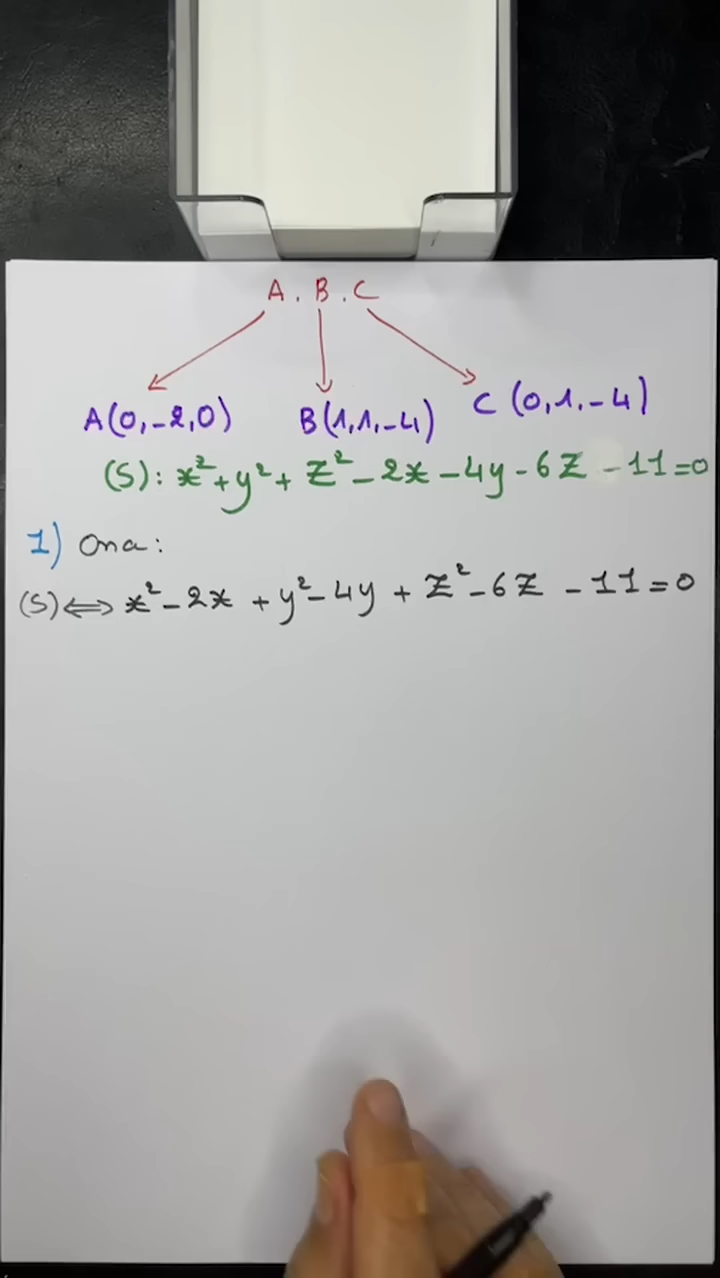 A . B . C
A(0,-2,0) B(1,1,-4) C (0,1,-4)
(S): x²+y²+ z²-2x-4y-6z-11=0
1) On a:
(S)⟺ x²-2x +y²-4y + z²-6z -11=0